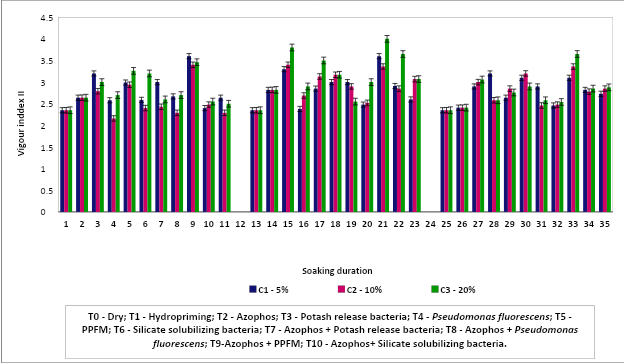 4.5
4
3.5
3
2.5
2
1.5
1
0.5
0
Vigour inddex II
1 2 3 4 5 6 7 8 9 10 11 12 13 14 15 16 17 18 19 20 21 22 23 24 25 26 27 28 29 30 31 32 33 34 35
Soaking duration
C1 - 5% C2 - 10% C3 - 20%
T0 - Dry; T1 - Hydropriming; T2 - Azophos; T3 - Potash release bacteria; T4 - Pseudomonas fluorescens; T5 -
PPFM; T6 - Silicate solubilizing bacteria; T7 - Azophos + Potash release bacteria; T8 - Azophos + Pseudomonas
fluorescens; T9-Azophos + PPFM; T10 - Azophos+ Silicate solubilizing bacteria.